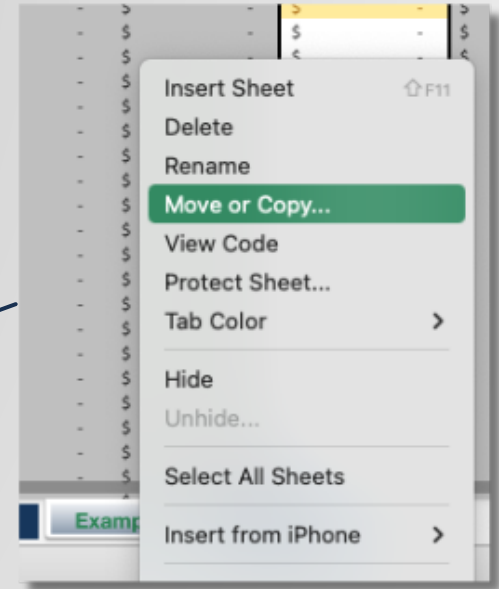 Insert Sheet ⇧F11
Delete
Rename
Move or Copy...
View Code
Protect Sheet...
Tab Color >
Hide
Unhide...
Select All Sheets
Insert from iPhone >